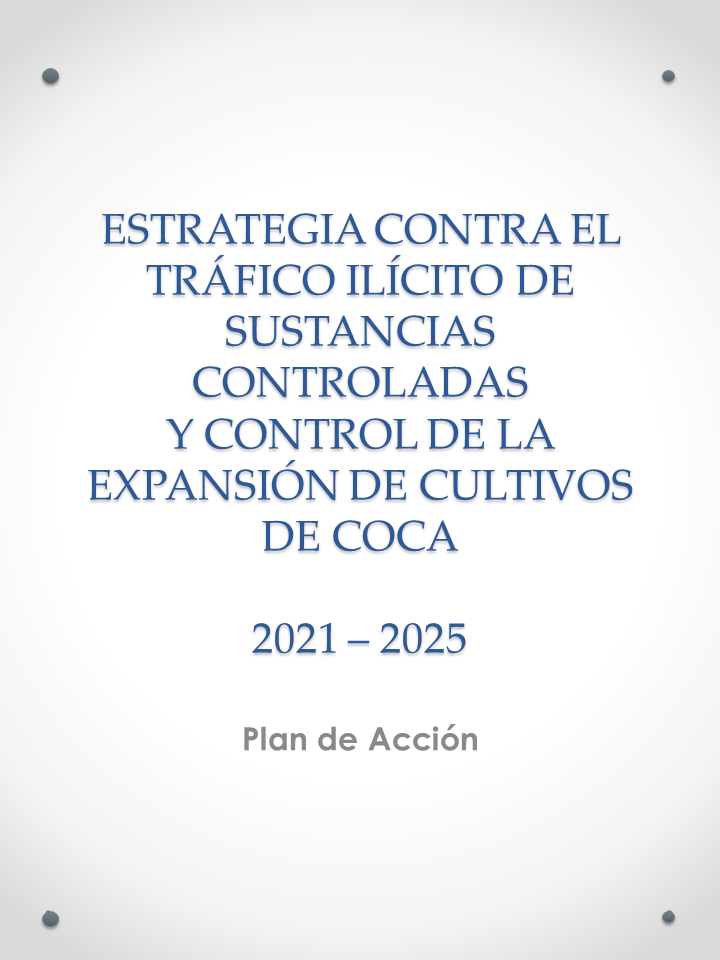 ESTRATEGIA CONTRA EL
TRÁFICO ILÍCITO DE
SUSTANCIAS
CONTROLADAS
Y CONTROL DE LA
EXPANSIÓN DE CULTIVOS
DE COCA
2021 – 2025
Plan de Acción